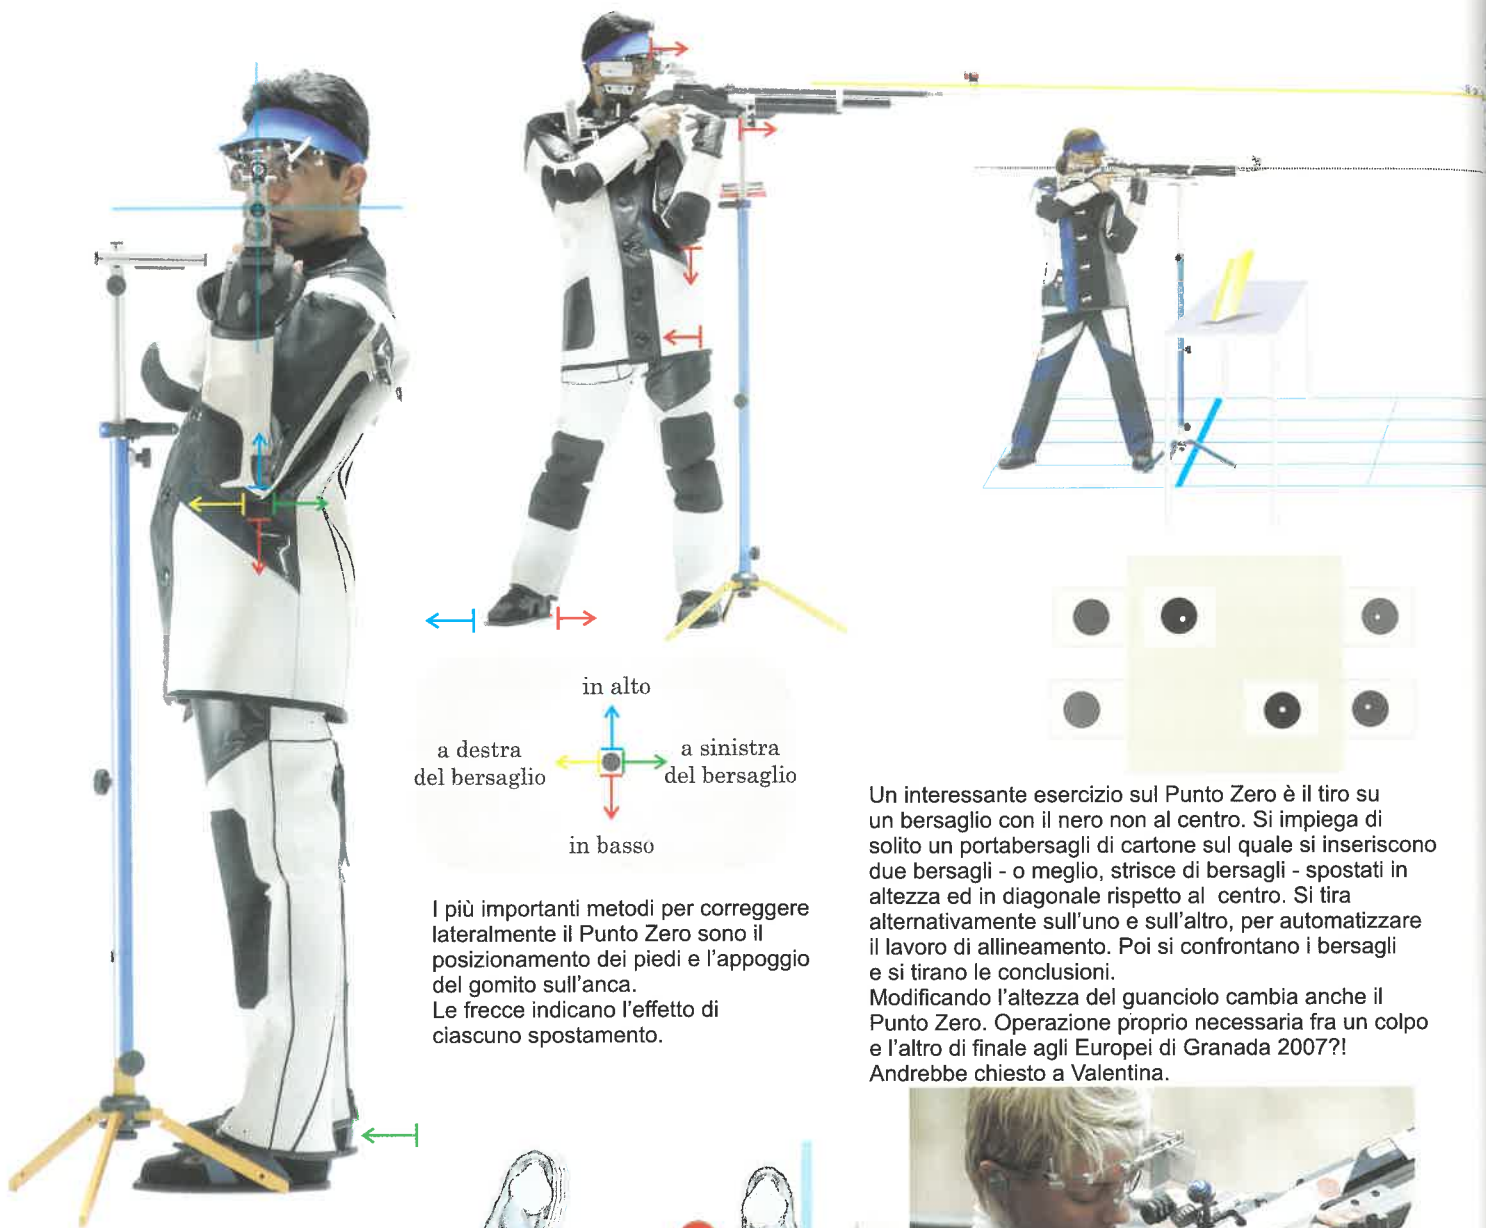 in alto
a destra
del bersaglio
a sinistra
del bersaglio
in basso
I più importanti metodi per correggere
lateralmente il Punto Zero sono il
posizionamento dei piedi e l'appoggio
del gomito sull'anca.
Le frecce indicano l'effetto di
ciascuno spostamento.
Un interessante esercizio sul Punto Zero è il tiro su
un bersaglio con il nero non al centro. Si impiega di
solito un portabersagli di cartone sul quale si inseriscono
due bersagli - o meglio, strisce di bersagli - spostati in
altezza ed in diagonale rispetto al centro. Si tira
alternativamente sull'uno e sull'altro, per automatizzare
il lavoro di allineamento. Poi si confrontano i bersagli
e si tirano le conclusioni.
Modificando l'altezza del guanciolo cambia anche il
Punto Zero. Operazione proprio necessaria fra un colpo
e l'altro di finale agli Europei di Granada 2007?!
Andrebbe chiesto a Valentina.